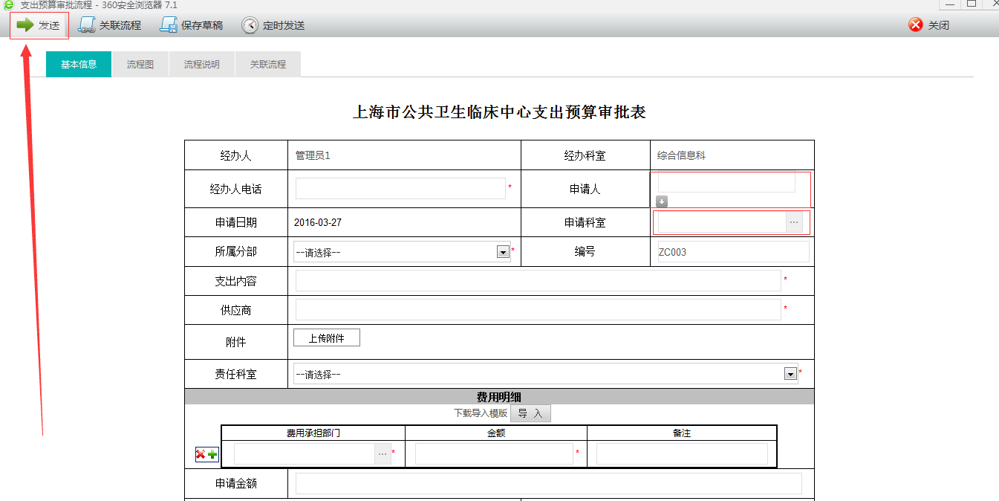 支出预算审批流程 - 360安全浏览器 7.1
发送 关联流程 保存草稿 定时发送 关闭
基本信息 流程图 流程说明 关联流程
上海市公共卫生临床中心支出预算审批表
经办人 管理员1 经办科室 综合信息科
经办人电话 * 申请人
申请日期 2016-03-27 申请科室 ...
所属分部 --请选择-- * 编号 ZC003
支出内容 *
供应商 *
附件 上传附件
责任科室 --请选择-- *
费用明细
下载导入模版 导 入
费用承担部门 金额 备注
... * *
申请金额